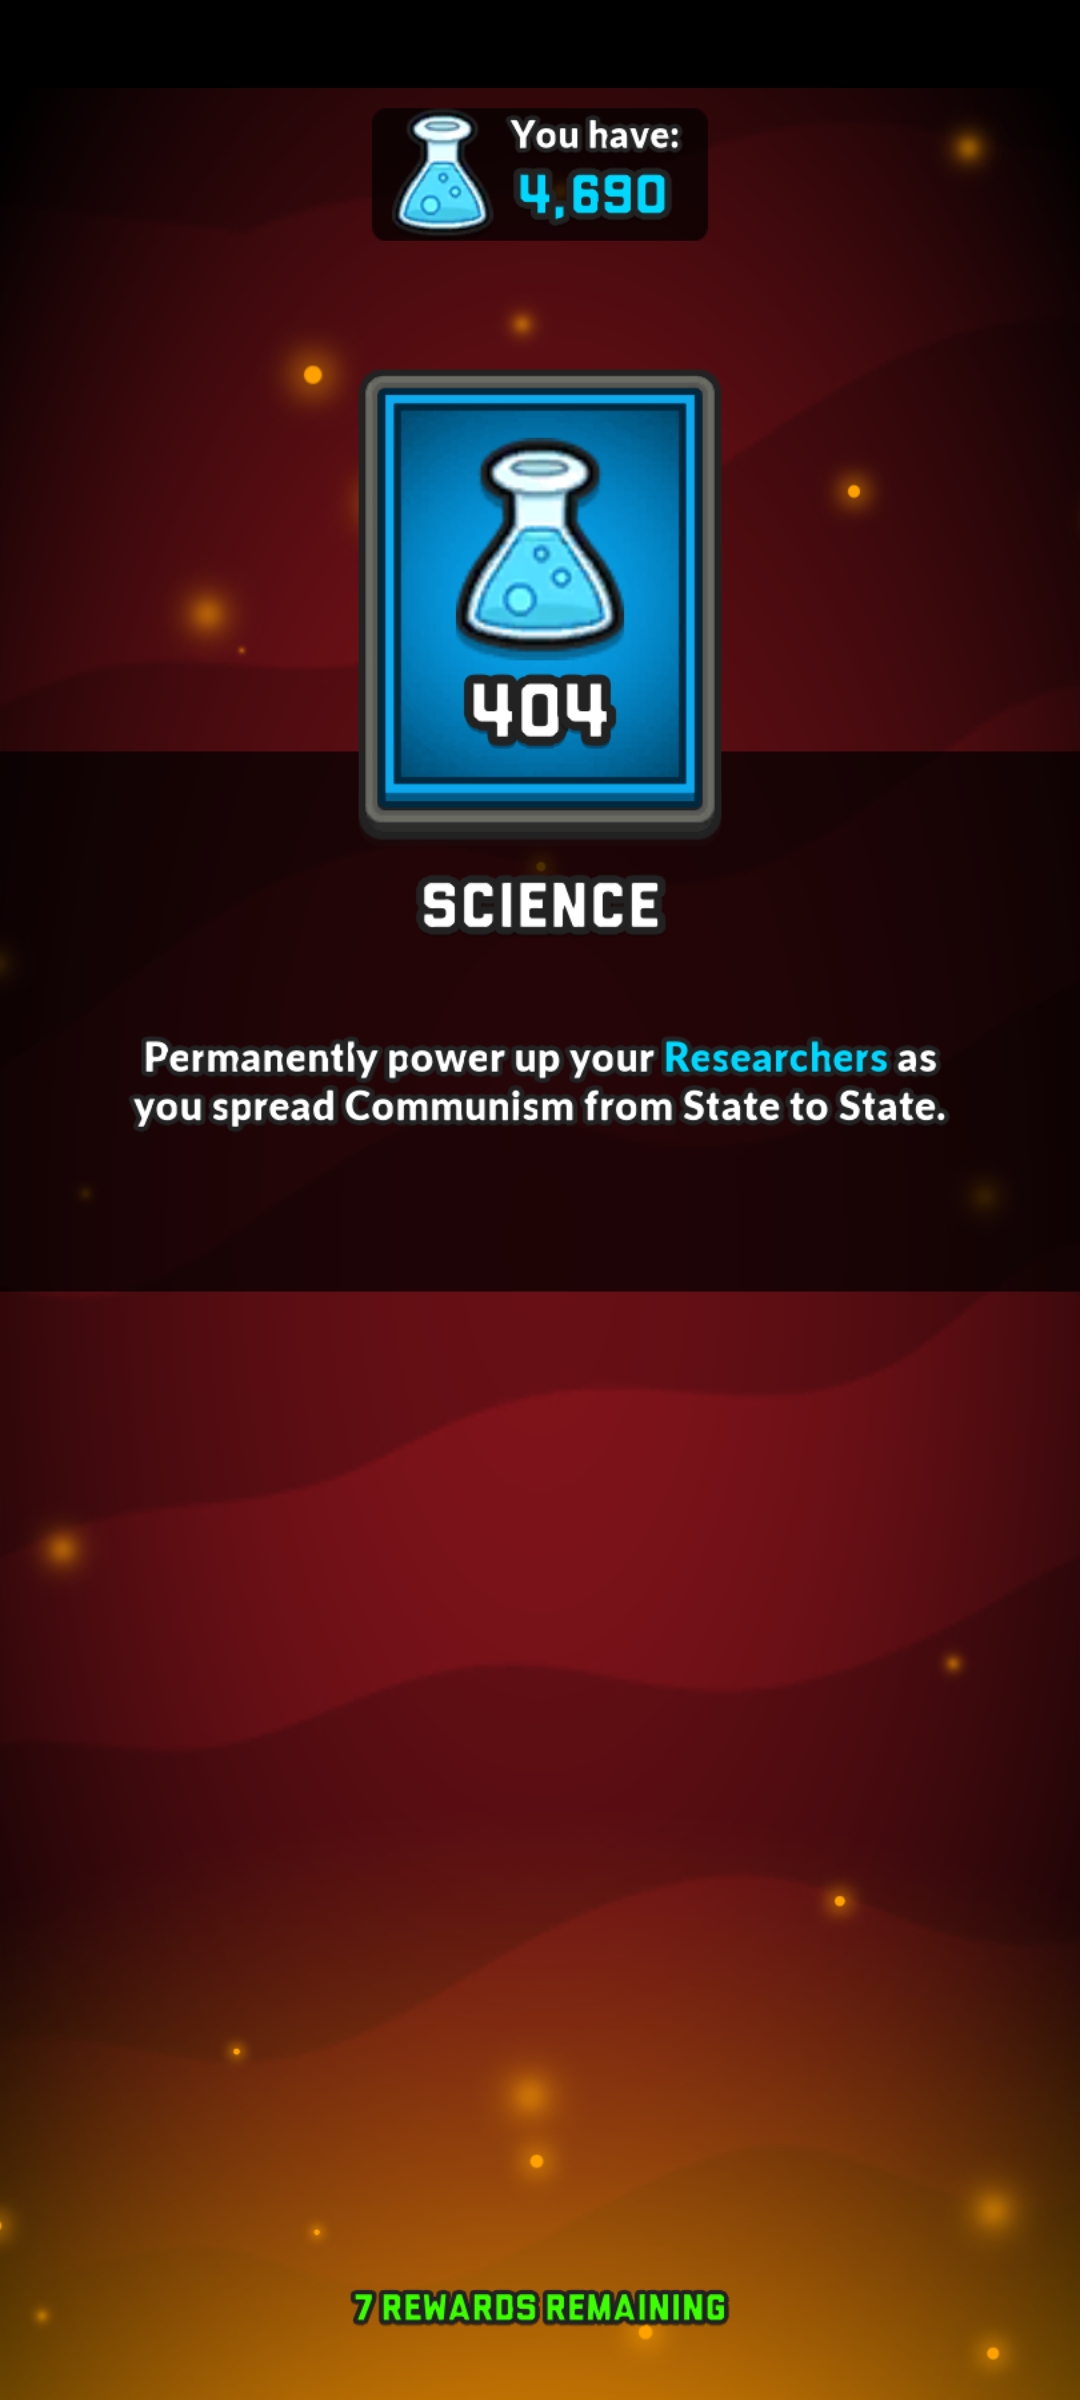 You have:
4,690
404
SCIENCE
Permanently power up your Researchers as
you spread Communism from State to State.
7 REWARDS REMAINING